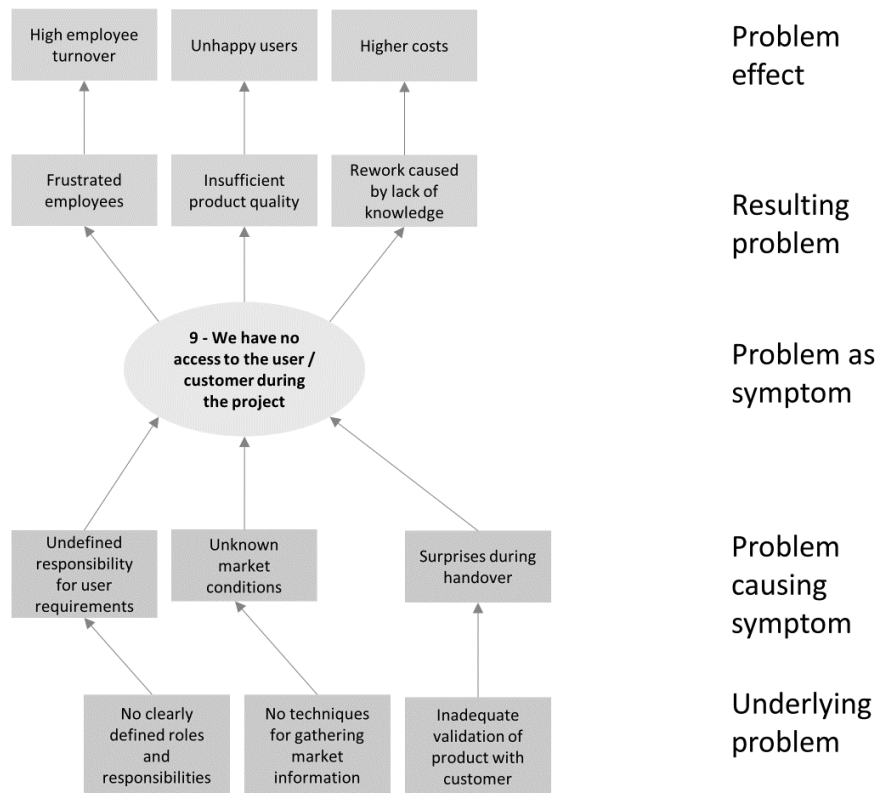 High employee
turnover
Unhappy users
Higher costs
Problem
effect
Frustrated
employees
Insufficient
product quality
Rework caused
by lack of
knowledge
Resulting
problem
9 - We have no
access to the user /
customer during
the project
Problem as
symptom
Undefined
responsibility
for user
requirements
Unknown
market
conditions
Surprises during
handover
Problem
causing
symptom
No clearly
defined roles
and
responsibilities
No techniques
for gathering
market
information
Inadequate
validation of
product with
customer
Underlying
problem